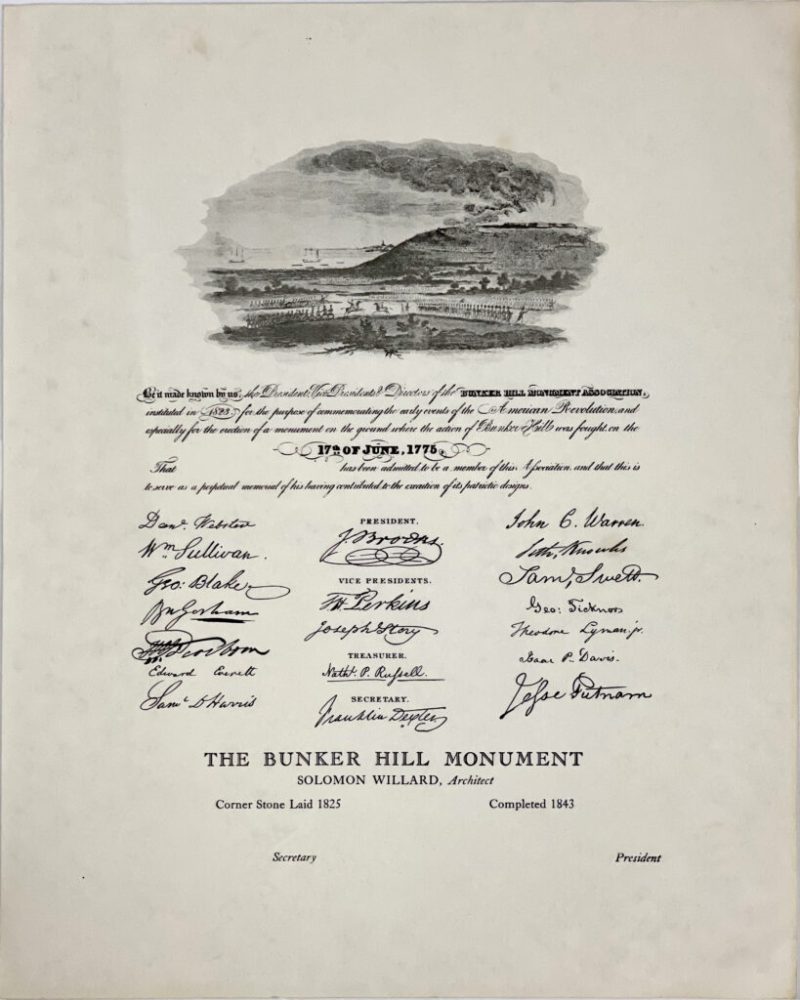 Be it made known by us, the President, Vice Presidents & Directors of the BUNKER HILL MONUMENT ASSOCIATION,
instituted in 1823 for the purpose of commemorating the early events of the American Revolution and
especially for the erection of a monument on the ground where the action of Bunker Hill was fought on the
17th OF JUNE, 1775,
That has been admitted to be a member of this Association and that this is
to serve as a perpetual memorial of his having contributed to the execution of its patriotic designs.
Danl. Webster
Wm Sullivan.
Geo: Blake
Bn Gorham
Edward Everett
Saml D Harris
PRESIDENT.
J. Brooks.
VICE PRESIDENTS.
T H Perkins
Joseph Story
TREASURER.
Nathl. P. Russell.
SECRETARY.
Franklin Dexter
John C. Warren.
Seth, Knowles
Saml, Swett.
Geo: Ticknor
Theodore Lyman jr.
Isaac P. Davis.
Jesse Putnam
THE BUNKER HILL MONUMENT
SOLOMON WILLARD, Architect
Corner Stone Laid 1825 Completed 1843
Secretary President